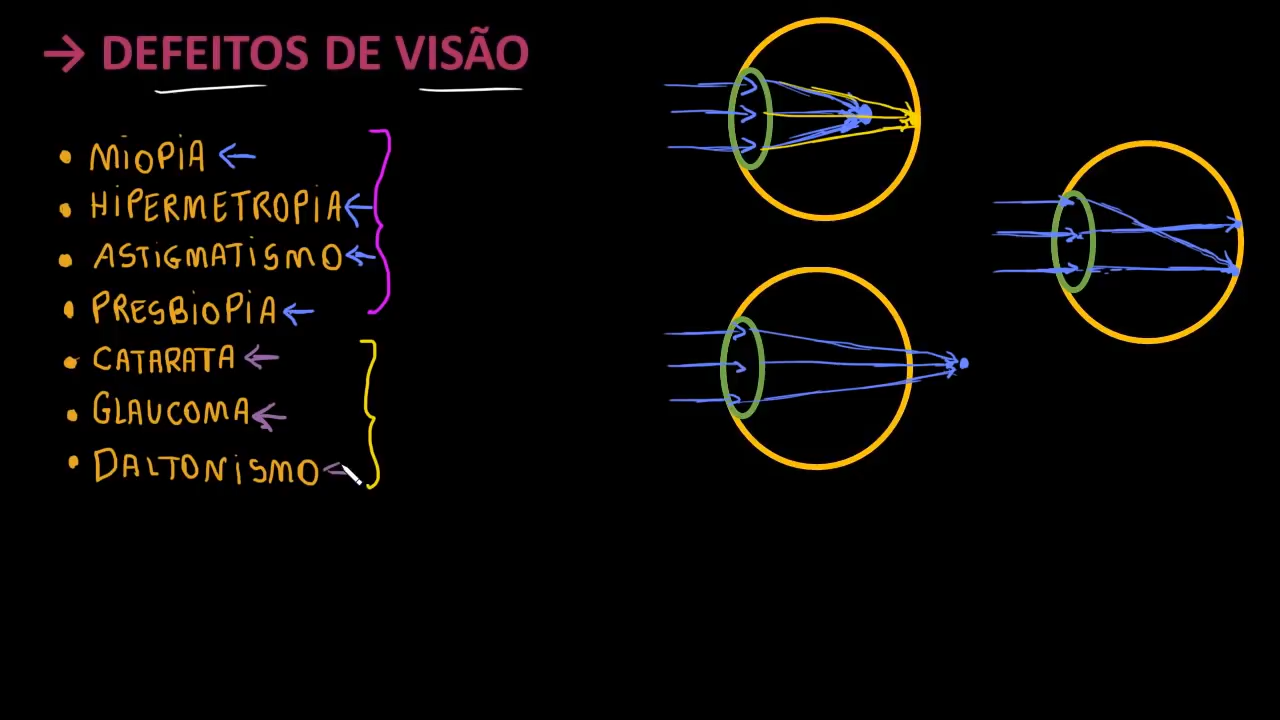 → DEFEITOS DE VISÃO
• MIOPIA ←
• HIPERMETROPIA ←
• ASTIGMATISMO ←
• PRESBIOPIA ←
• CATARATA ←
• GLAUCOMA ←
• DALTONISMO ←